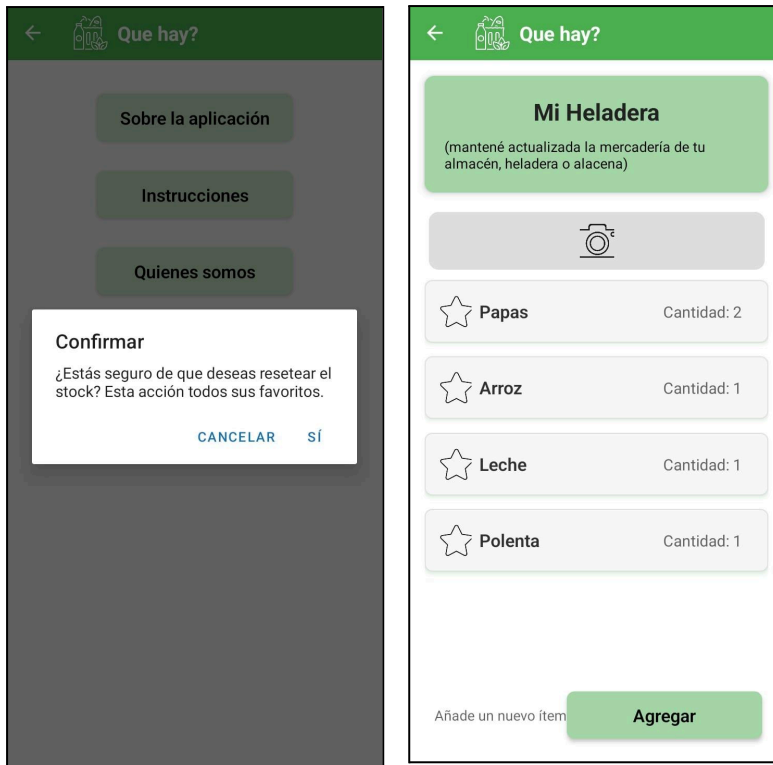 Que hay?
Sobre la aplicación
Instrucciones
Quienes somos
Confirmar
¿Estás seguro de que deseas resetear el
stock? Esta acción todos sus favoritos.
CANCELAR SÍ
Que hay?
Mi Heladera
(mantené actualizada la mercadería de tu
almacén, heladera o alacena)
Papas Cantidad: 2
Arroz Cantidad: 1
Leche Cantidad: 1
Polenta Cantidad: 1
Añade un nuevo ítem Agregar